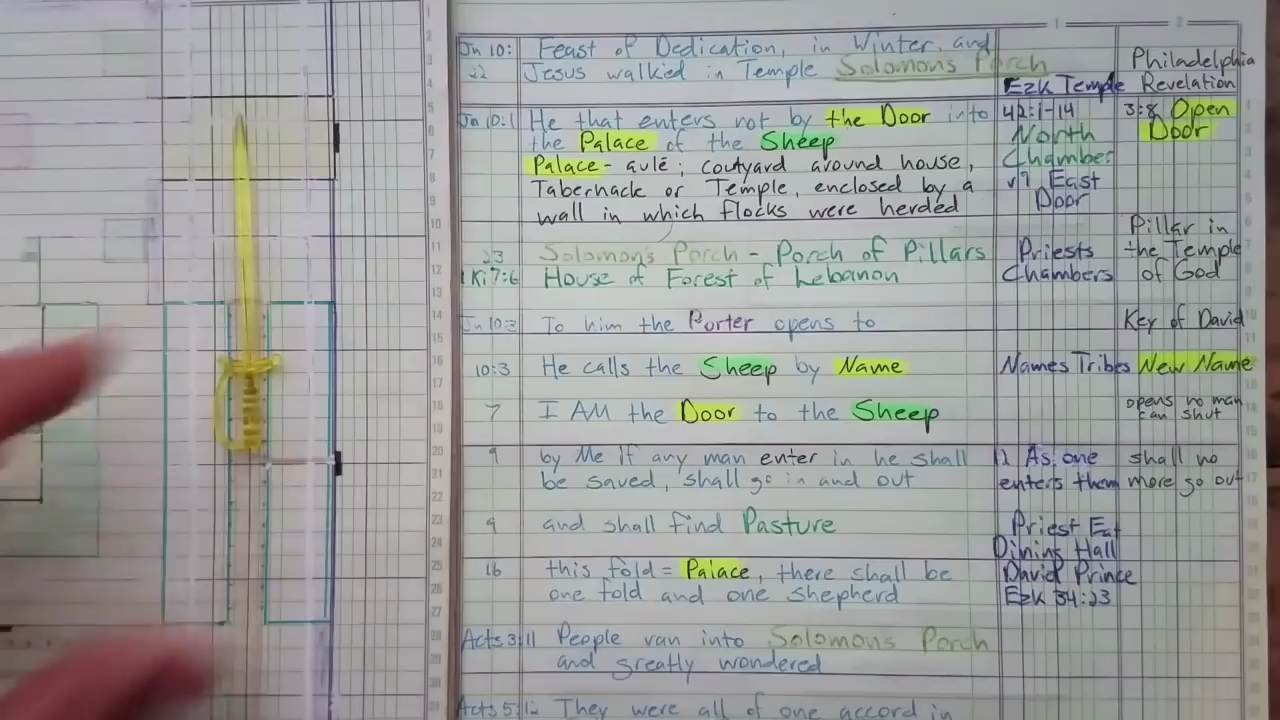 Jn 10: Feast of Dedication, in Winter, and
22 Jesus walkied in Temple Solomons Porch
Philadelphia
Ezk Temple Revelation
Jn 10:1 He that enters not by the Door into 42:1-14 3:8 Open
the Palace of the Sheep North Door
Palace - aulē; coutyard around house, Chamber
Tabernack or Temple, enclosed by a v9 East
wall in which flocks were herded Door
Pillar in
23 Solomon's Porch - Porch of Pillars Priests the Temple
1Ki 7:6 House of Forest of Lebanon Chambers of God
Jn 10:3 To him the Porter opens to Key of David
10:3 He calls the Sheep by Name Names Tribes New Name
7 I AM the Door to the Sheep opens no man
can shut
9 by Me if any man enter in he shall 12 As one shall no
be saved, shall go in and out enters them more go out
9 and shall find Pasture Priest Eat
Dining Hall
16 this fold = Palace, there shall be David Prince
one fold and one shepherd Ezk 34:23
Acts 3:11 People ran into Solomons Porch
and greatly wondered
Acts 5:12 They were all of one accord in